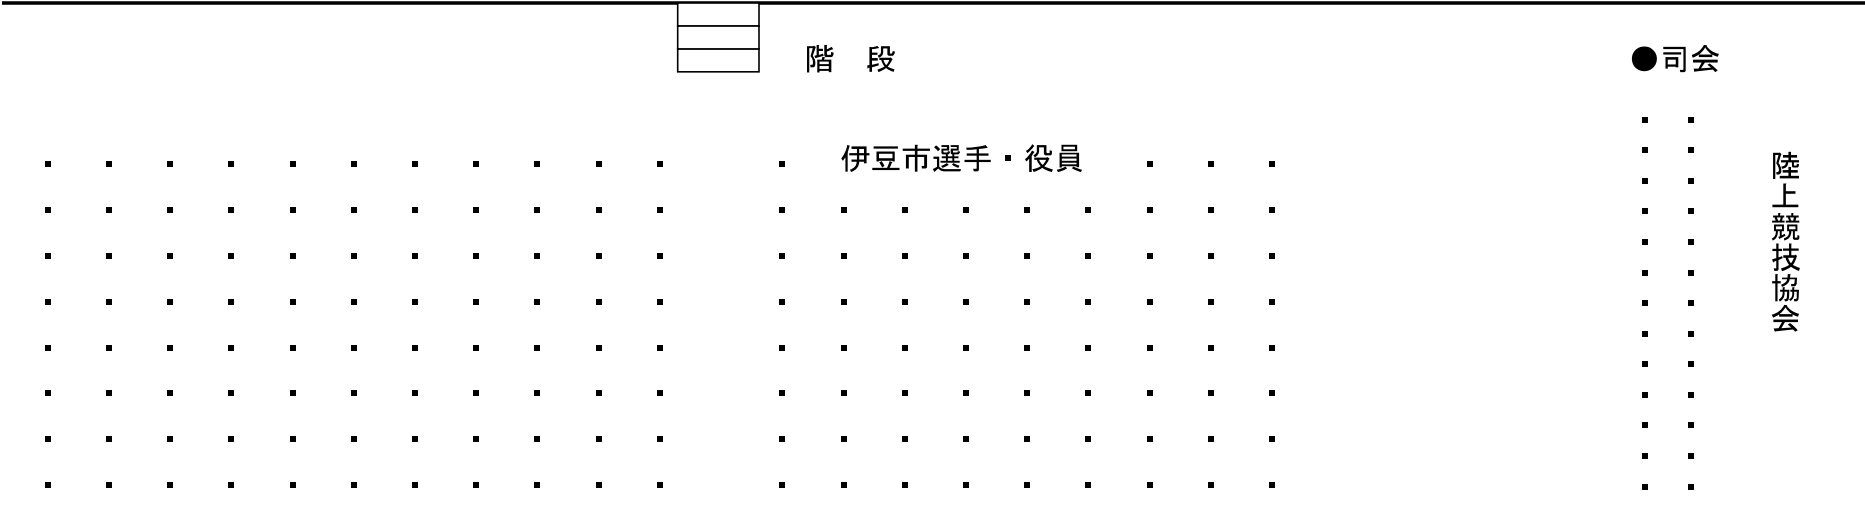 階 段
●司会
伊豆市選手・役員
陸上競技協会